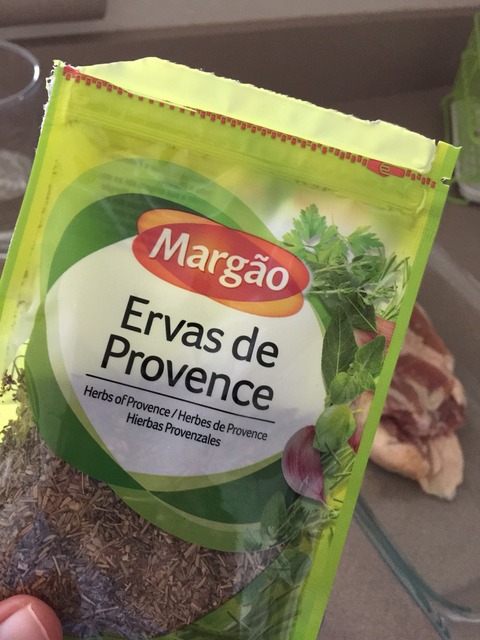 Margão
Ervas de
Provence
Herbs of Provence / Herbes de Provence
Hierbas Provenzales